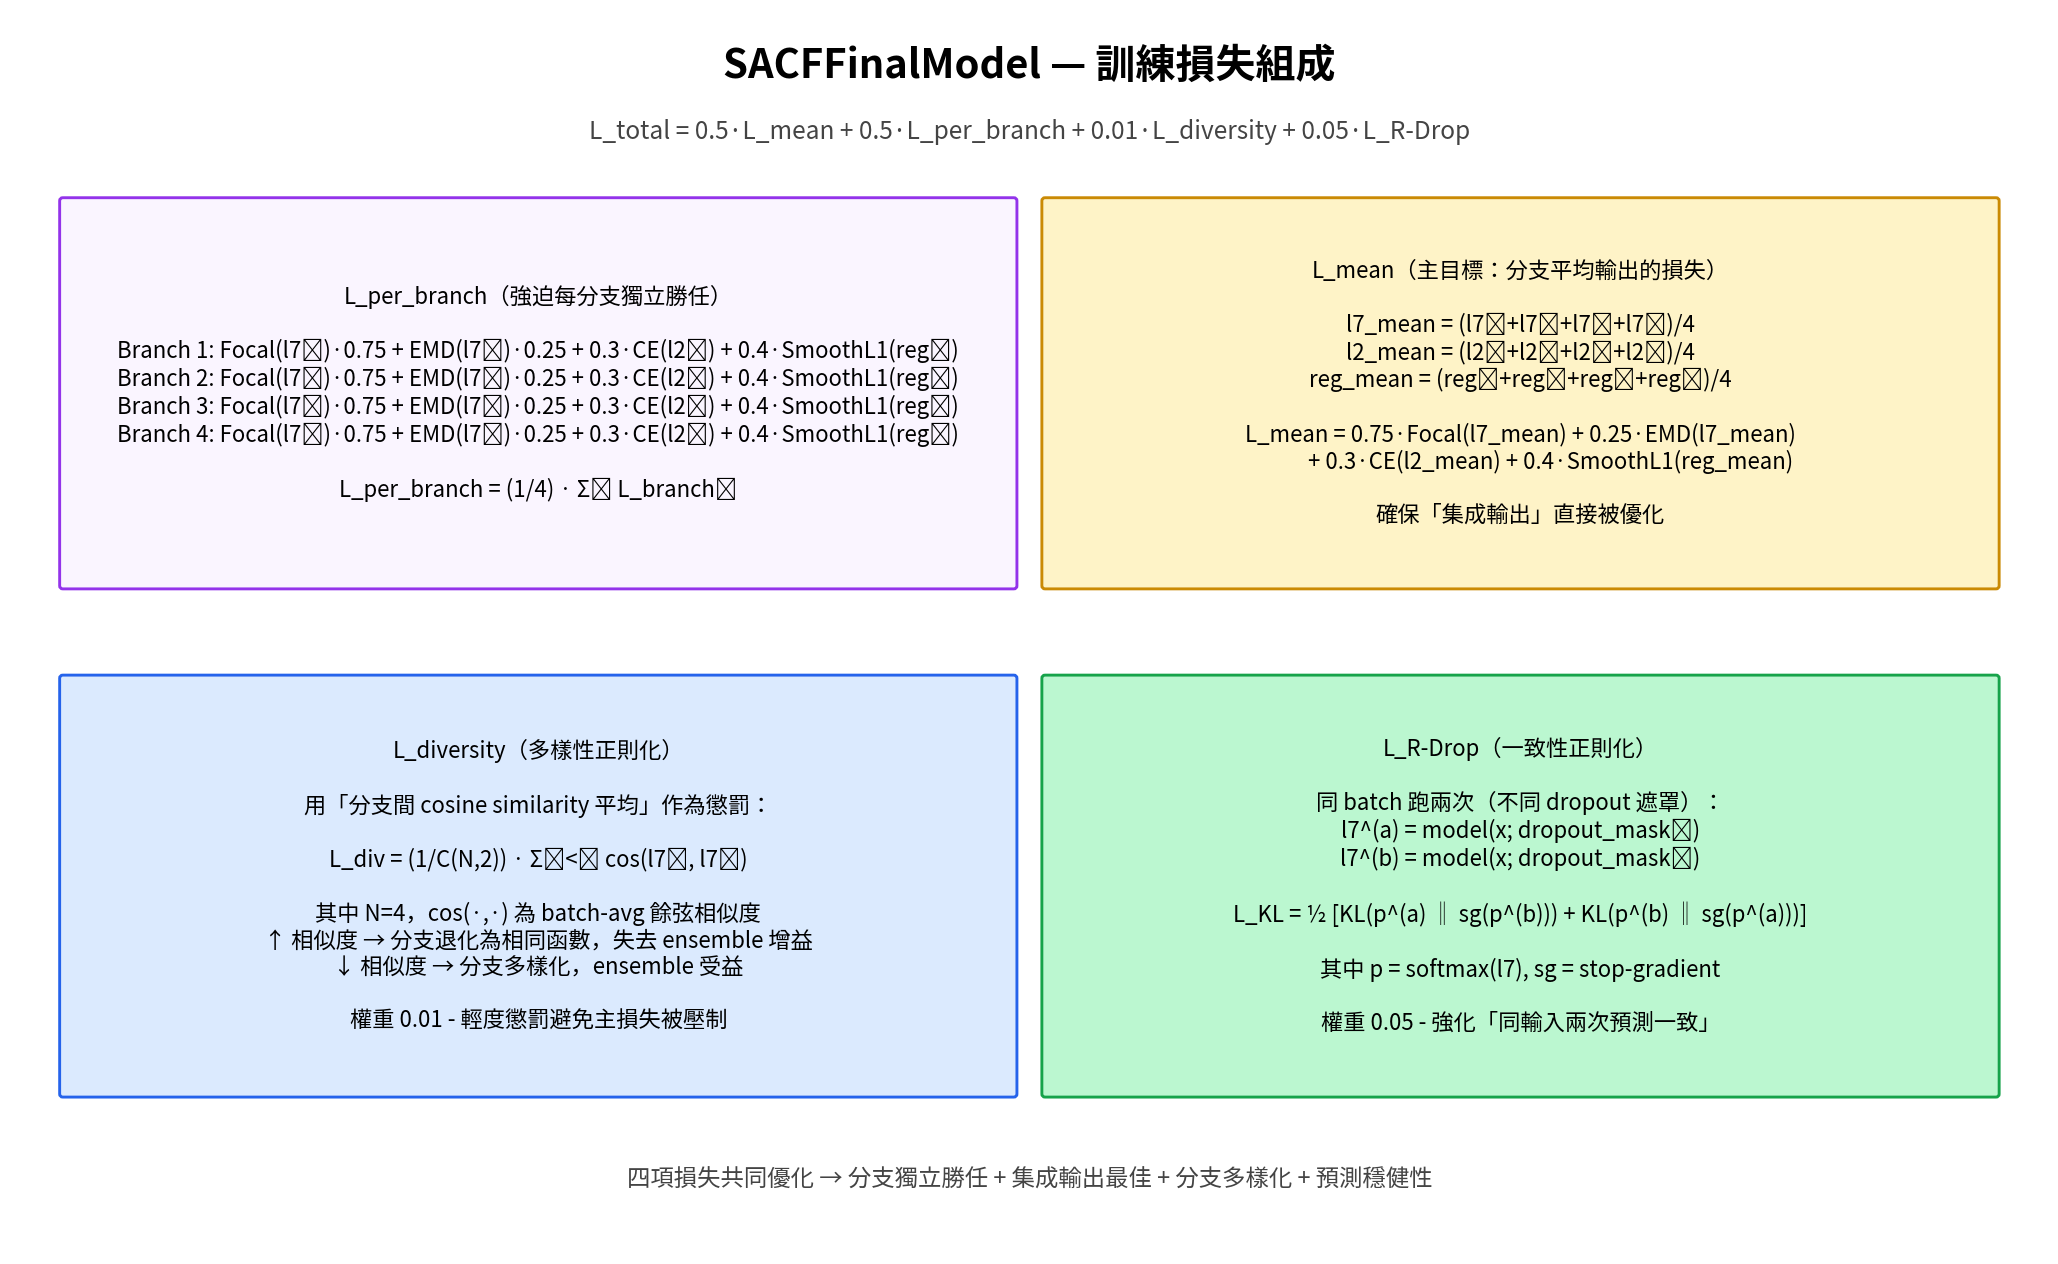 SACFFinalModel — 訓練損失組成
L_total = 0.5·L_mean + 0.5·L_per_branch + 0.01·L_diversity + 0.05·L_R-Drop
L_per_branch（強迫每分支獨立勝任）
Branch 1: Focal(l7☒)·0.75 + EMD(l7☒)·0.25 + 0.3·CE(l2☒) + 0.4·SmoothL1(reg☒)
Branch 2: Focal(l7☒)·0.75 + EMD(l7☒)·0.25 + 0.3·CE(l2☒) + 0.4·SmoothL1(reg☒)
Branch 3: Focal(l7☒)·0.75 + EMD(l7☒)·0.25 + 0.3·CE(l2☒) + 0.4·SmoothL1(reg☒)
Branch 4: Focal(l7☒)·0.75 + EMD(l7☒)·0.25 + 0.3·CE(l2☒) + 0.4·SmoothL1(reg☒)
L_per_branch = (1/4) · Σ☒ L_branch☒
L_mean（主目標：分支平均輸出的損失）
l7_mean = (l7☒+l7☒+l7☒+l7☒)/4
l2_mean = (l2☒+l2☒+l2☒+l2☒)/4
reg_mean = (reg☒+reg☒+reg☒+reg☒)/4
L_mean = 0.75·Focal(l7_mean) + 0.25·EMD(l7_mean)
+ 0.3·CE(l2_mean) + 0.4·SmoothL1(reg_mean)
確保「集成輸出」直接被優化
L_diversity（多樣性正則化）
用「分支間 cosine similarity 平均」作為懲罰：
L_div = (1/C(N,2)) · Σ☒<☒ cos(l7☒, l7☒)
其中 N=4，cos(·,·) 為 batch-avg 餘弦相似度
↑ 相似度 → 分支退化為相同函數，失去 ensemble 增益
↓ 相似度 → 分支多樣化，ensemble 受益
權重 0.01 - 輕度懲罰避免主損失被壓制
L_R-Drop（一致性正則化）
同 batch 跑兩次（不同 dropout 遮罩）：
l7^(a) = model(x; dropout_mask☒)
l7^(b) = model(x; dropout_mask☒)
L_KL = ½ [KL(p^(a) ‖ sg(p^(b))) + KL(p^(b) ‖ sg(p^(a)))]
其中 p = softmax(l7), sg = stop-gradient
權重 0.05 - 強化「同輸入兩次預測一致」
四項損失共同優化 → 分支獨立勝任 + 集成輸出最佳 + 分支多樣化 + 預測穩健性